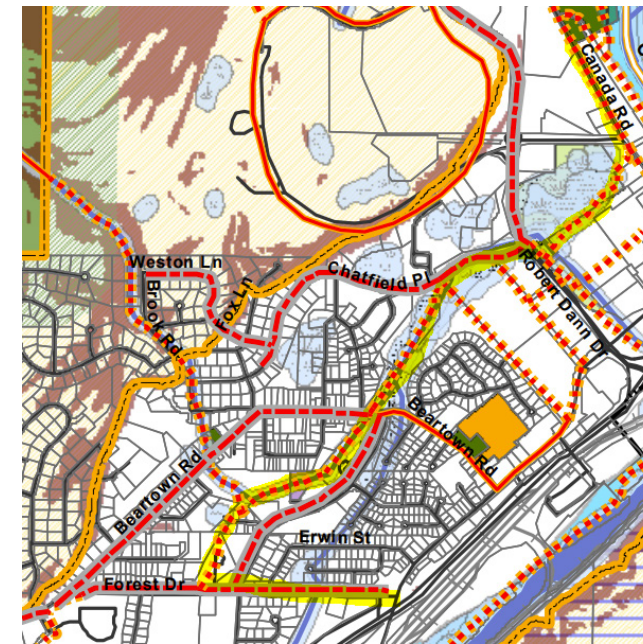 Canada Rd
Weston Ln
Brook Rd.
Fox Ln
Chatfield Pl
Robert Dann Dr
Beartown Rd
Beartown Rd
Erwin St
Forest Dr